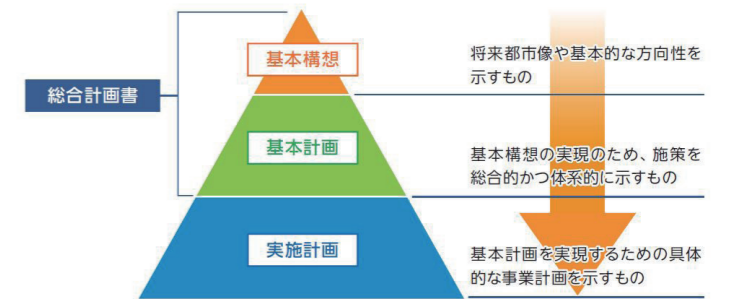 基本構想
将来都市像や基本的な方向性を
示すもの
総合計画書
基本計画
基本構想の実現のため、施策を
総合的かつ体系的に示すもの
実施計画
基本計画を実現するための具体
的な事業計画を示すもの